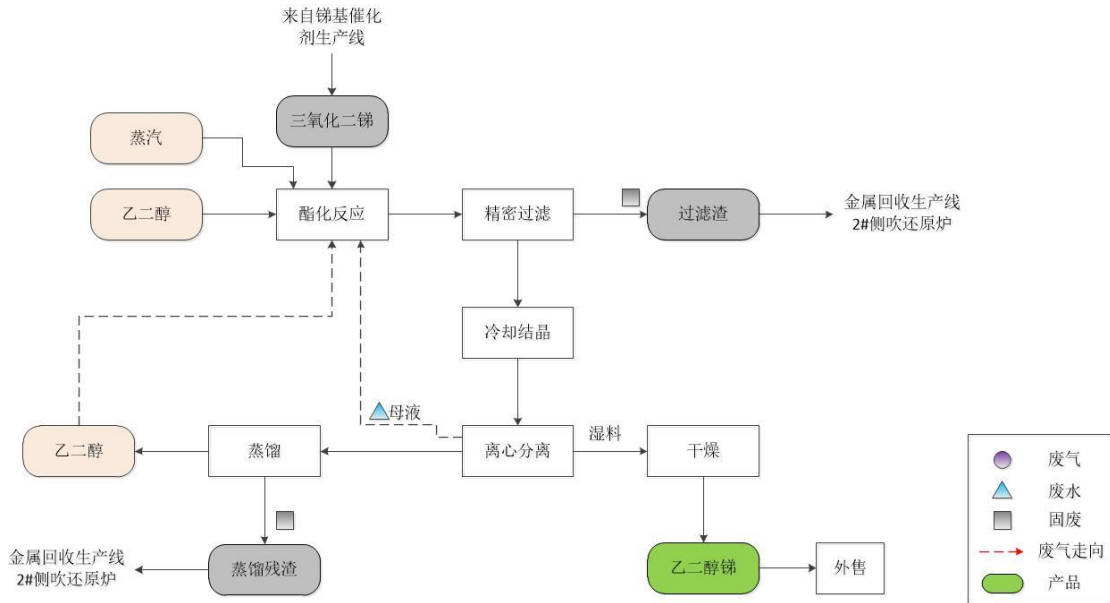 来自锑基催化
剂生产线
三氧化二锑
蒸汽
乙二醇
酯化反应
精密过滤
过滤渣
金属回收生产线
2#侧吹还原炉
冷却结晶
母液
湿料
乙二醇
蒸馏
离心分离
干燥
金属回收生产线
2#侧吹还原炉
蒸馏残渣
乙二醇锑
外售
废气
废水
固废
废气走向
产品